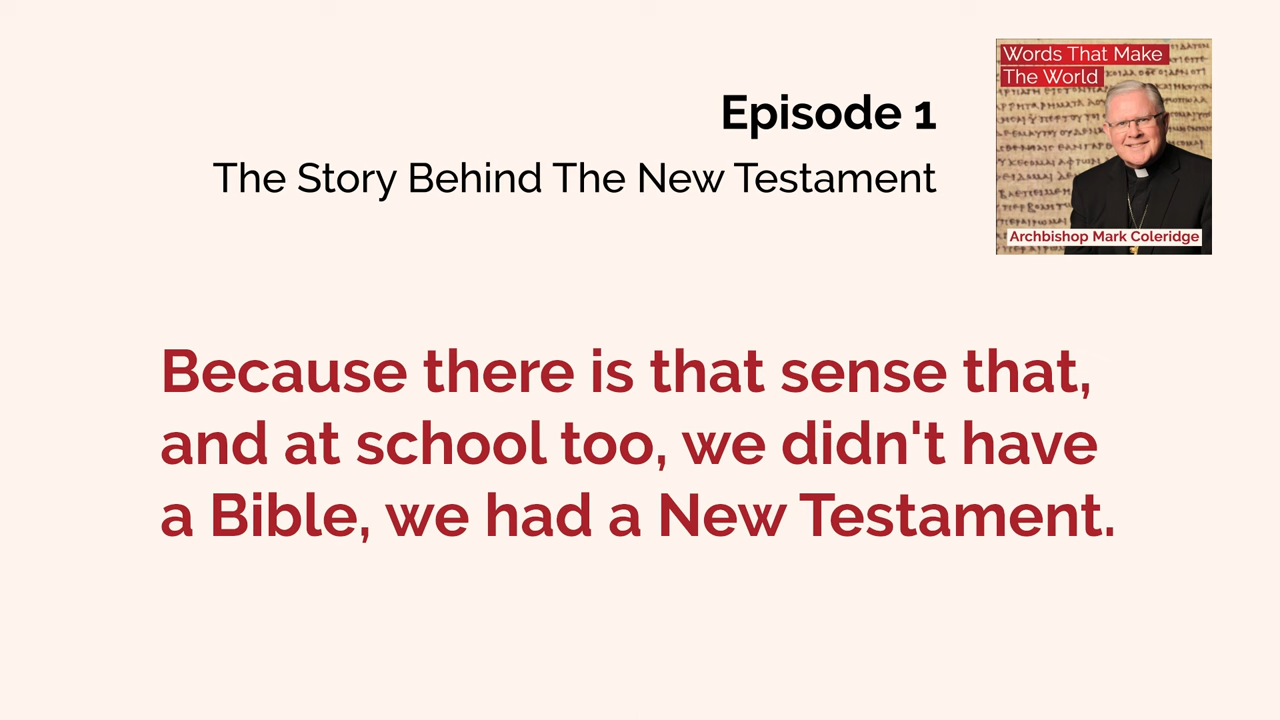 Words That Make
The World
Episode 1
The Story Behind The New Testament
Archbishop Mark Coleridge
Because there is that sense that,
and at school too, we didn't have
a Bible, we had a New Testament.